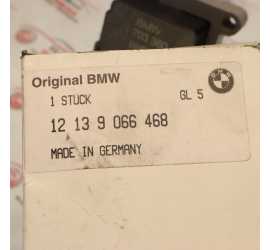 Original BMW
1 STUCK GL 5
12 13 9 066 468
MADE IN GERMANY